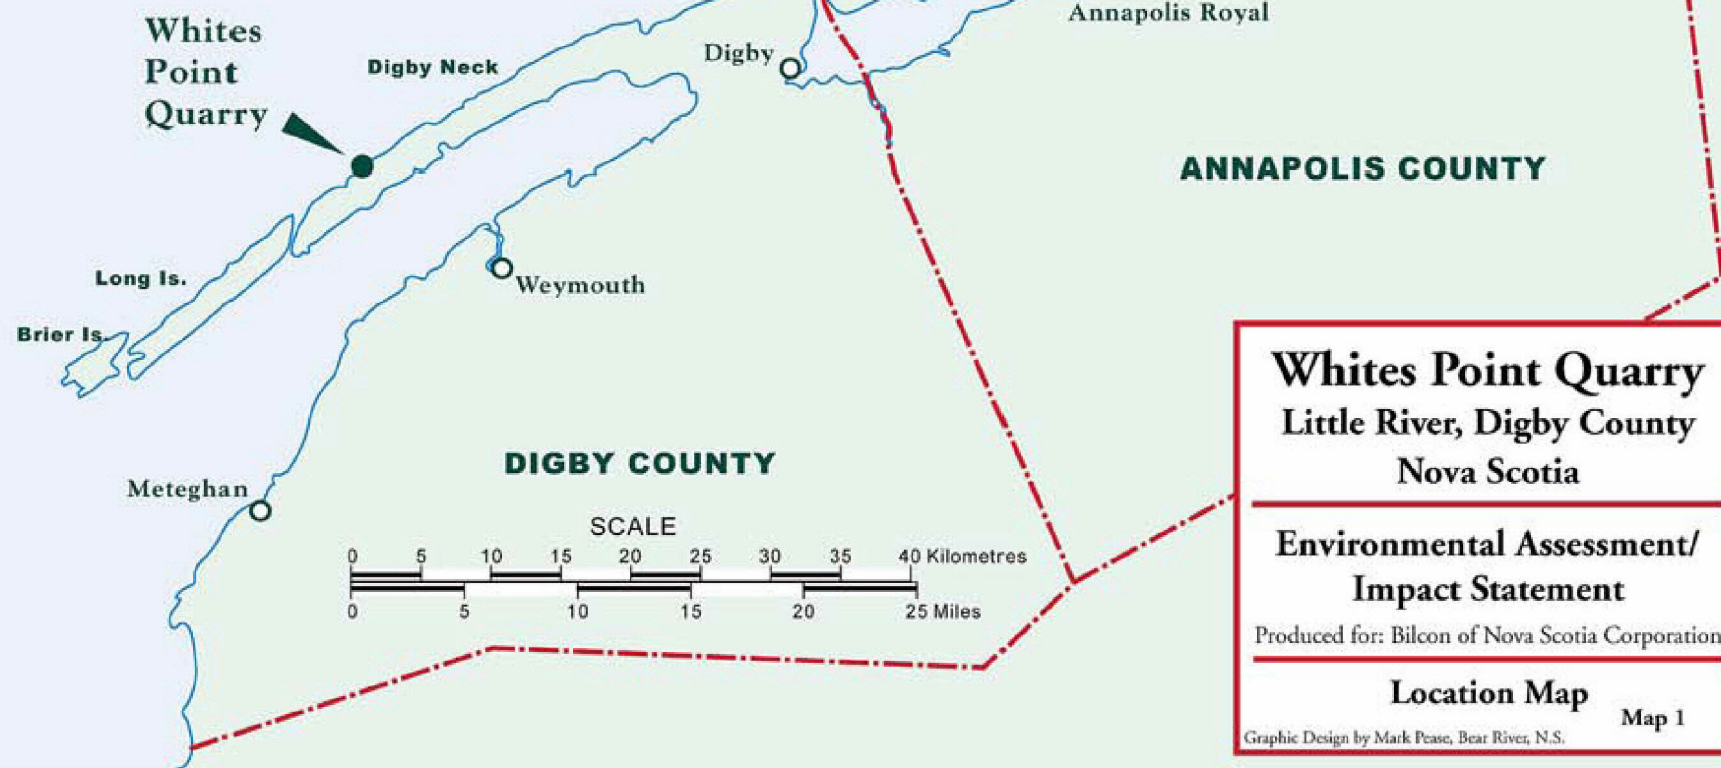 Annapolis Royal
Whites
Point
Quarry
Digby Neck
Digby
ANNAPOLIS COUNTY
Long Is.
Weymouth
Brier Is.
DIGBY COUNTY
Meteghan
SCALE
0 5 10 15 20 25 30 35 40 Kilometres
0 5 10 15 20 25 Miles
Whites Point Quarry
Little River, Digby County
Nova Scotia
Environmental Assessment/
Impact Statement
Produced for: Bilcon of Nova Scotia Corporation
Location Map
Map 1
Graphic Design by Mark Pease, Bear River, N.S.